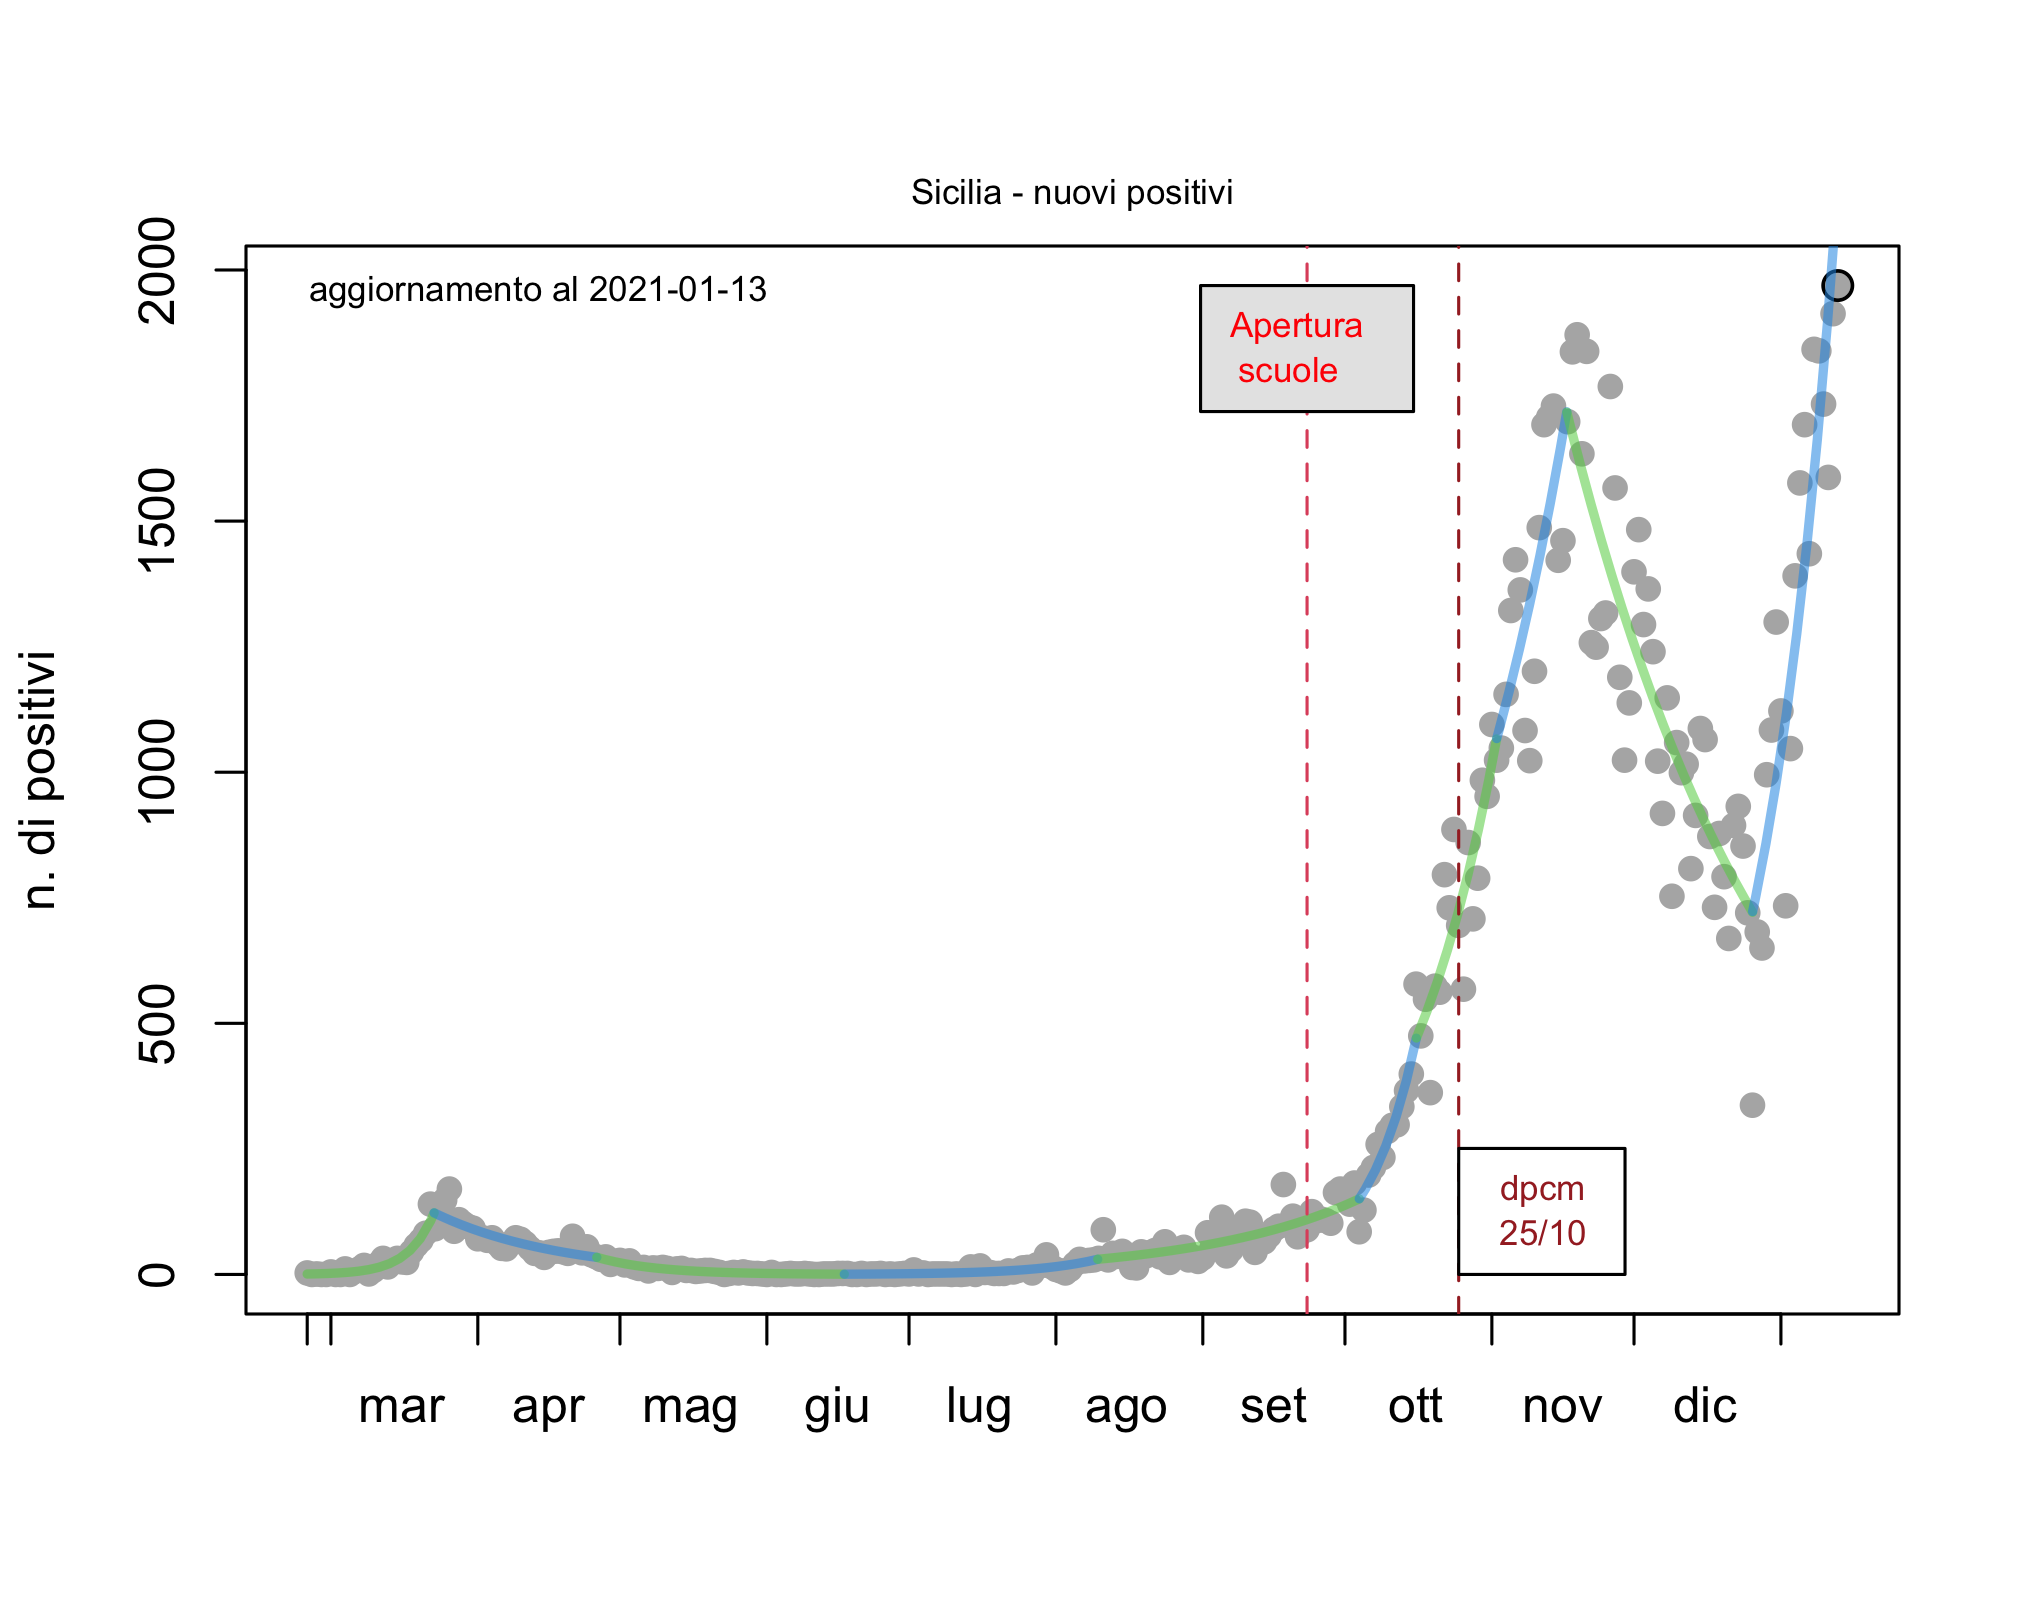 Sicilia - nuovi positivi
aggiornamento al 2021-01-13
Apertura
scuole
dpcm
25/10
n. di positivi
2000
1500
1000
500
0
mar apr mag giu lug ago set ott nov dic